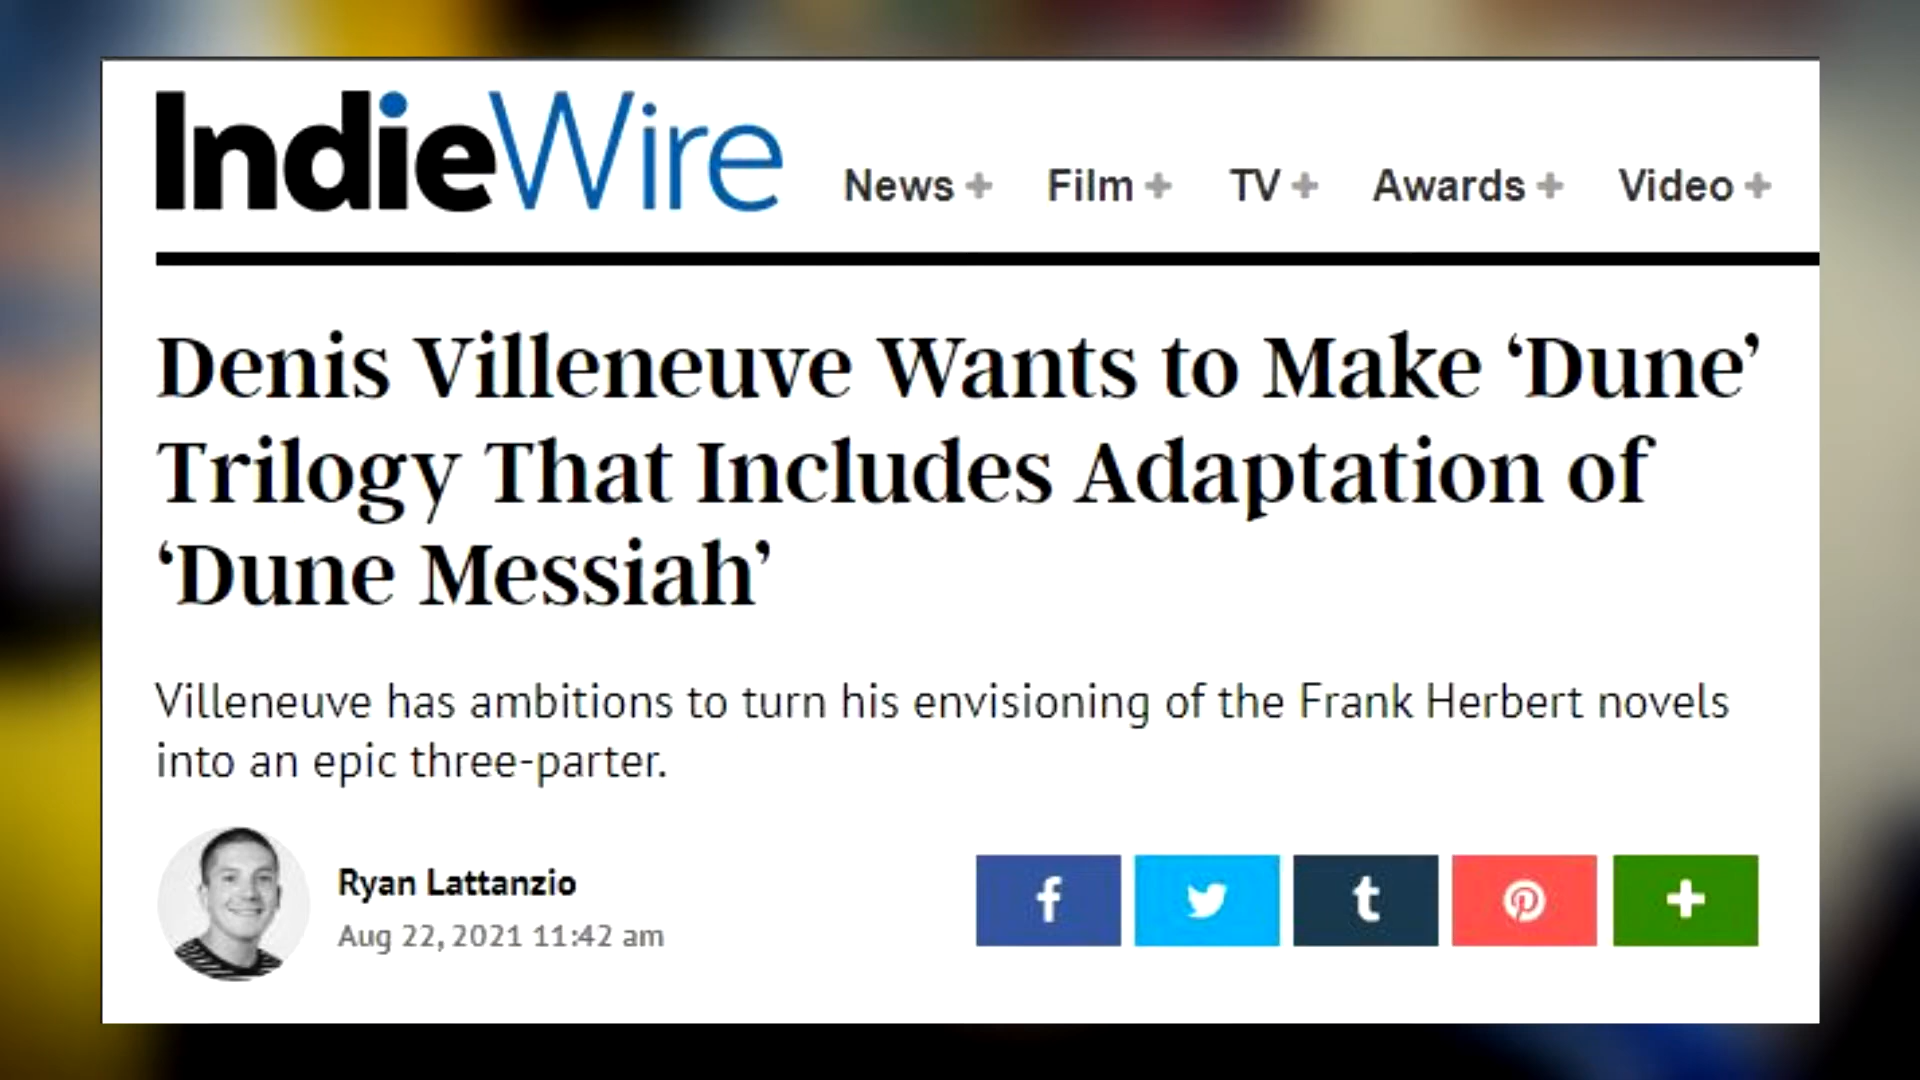 IndieWire
News + Film + TV + Awards + Video +
Denis Villeneuve Wants to Make ‘Dune’
Trilogy That Includes Adaptation of
‘Dune Messiah’
Villeneuve has ambitions to turn his envisioning of the Frank Herbert novels
into an epic three-parter.
Ryan Lattanzio
Aug 22, 2021 11:42 am